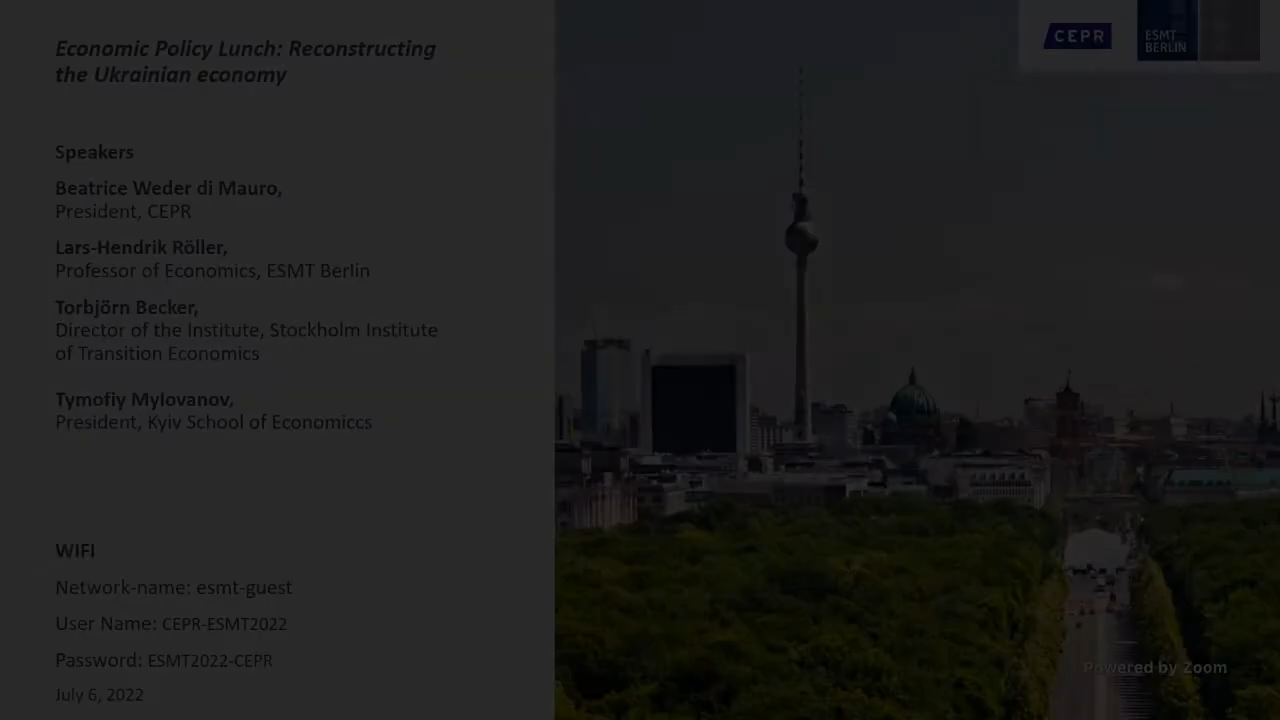 Economic Policy Lunch: Reconstructing
the Ukrainian economy
Speakers
Beatrice Weder di Mauro,
President, CEPR
Lars-Hendrik Röller,
Professor of Economics, ESMT Berlin
Torbjörn Becker,
Director of the Institute, Stockholm Institute
of Transition Economics
Tymofiy Mylovanov,
President, Kyiv School of Economiccs
WIFI
Network-name: esmt-guest
User Name: CEPR-ESMT2022
Password: ESMT2022-CEPR
July 6, 2022
CEPR
ESMT
BERLIN
Powered by Zoom